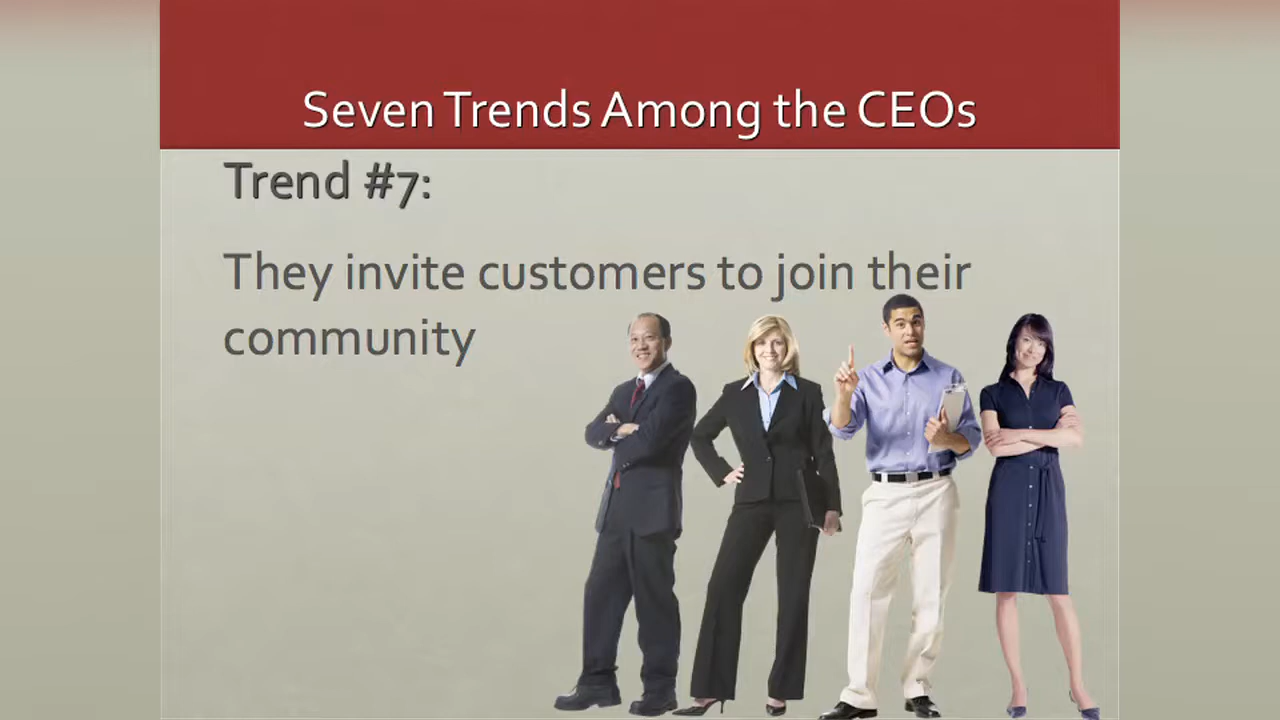 Seven Trends Among the CEOs
Trend #7:
They invite customers to join their
community